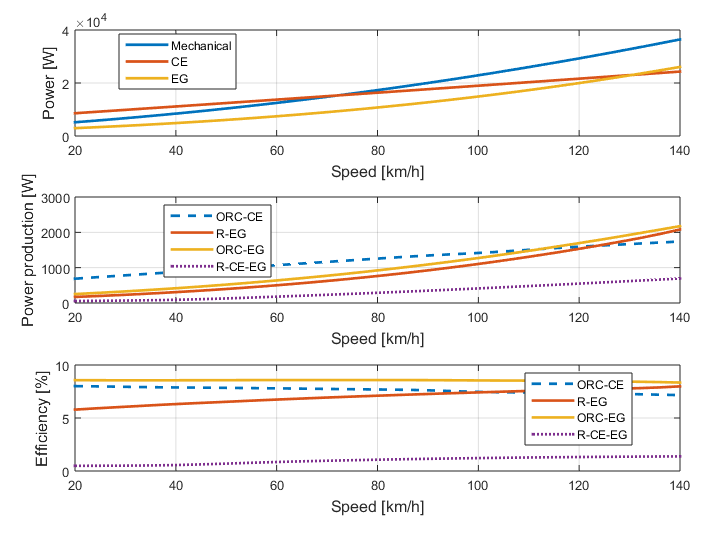 ×10⁴
4
2
0
Power [W]
Mechanical
CE
EG
20 40 60 80 100 120 140
Speed [km/h]
3000
2000
1000
0
Power production [W]
ORC-CE
R-EG
ORC-EG
R-CE-EG
20 40 60 80 100 120 140
Speed [km/h]
10
5
0
Efficiency [%]
ORC-CE
R-EG
ORC-EG
R-CE-EG
20 40 60 80 100 120 140
Speed [km/h]